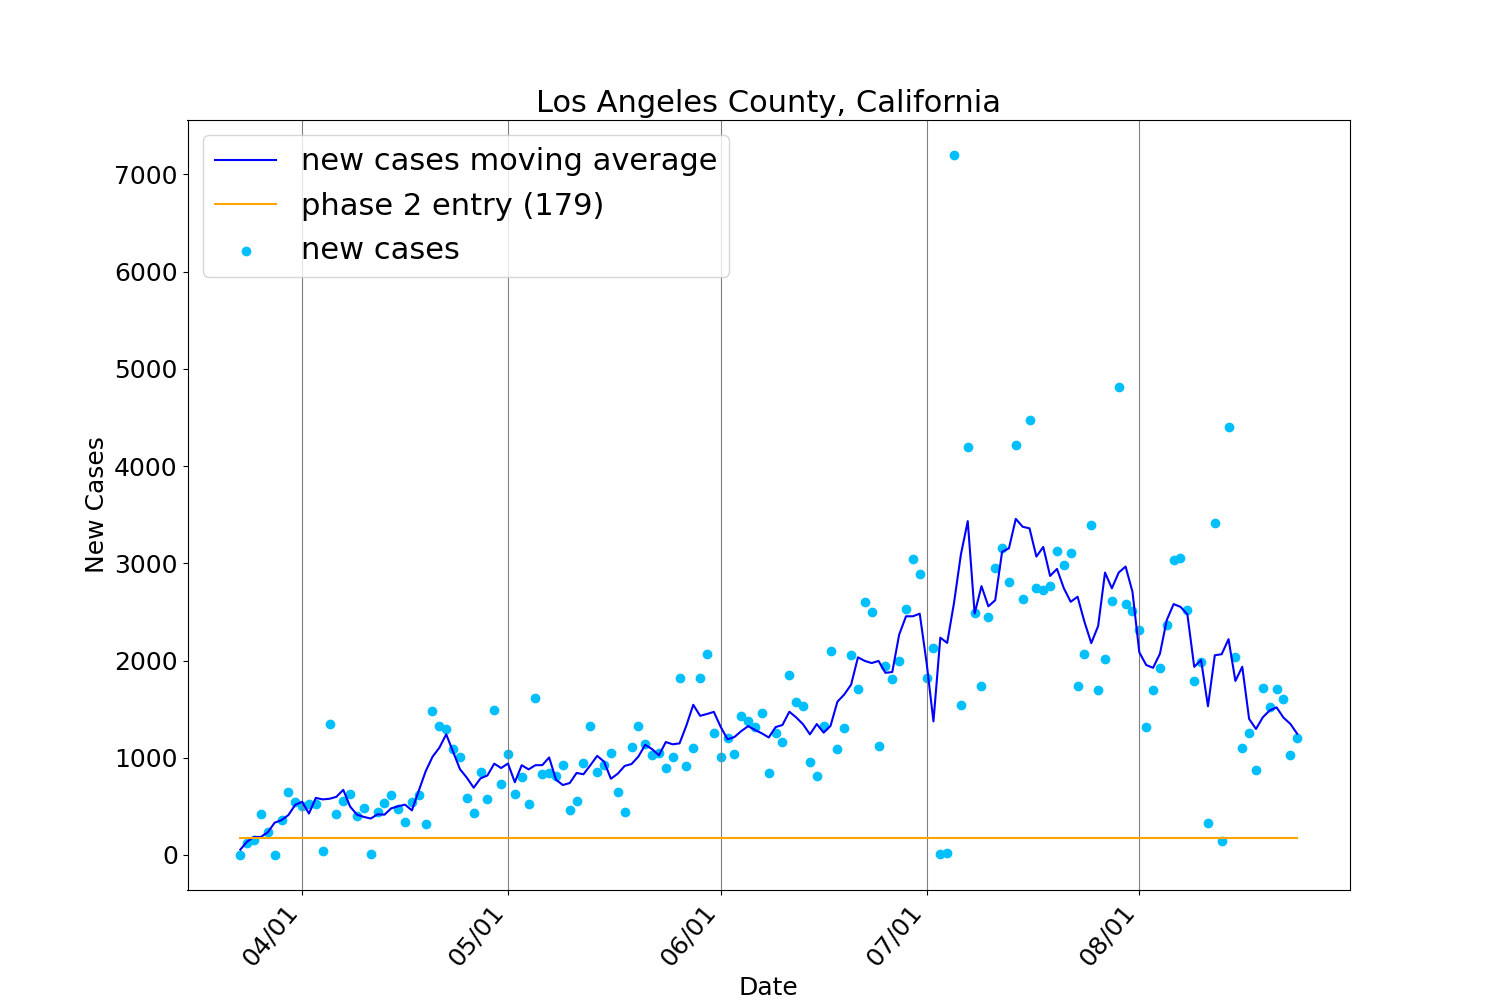 Los Angeles County, California
new cases moving average
phase 2 entry (179)
new cases
7000
6000
5000
4000
3000
2000
1000
0
New Cases
04/01
05/01
06/01
07/01
08/01
Date